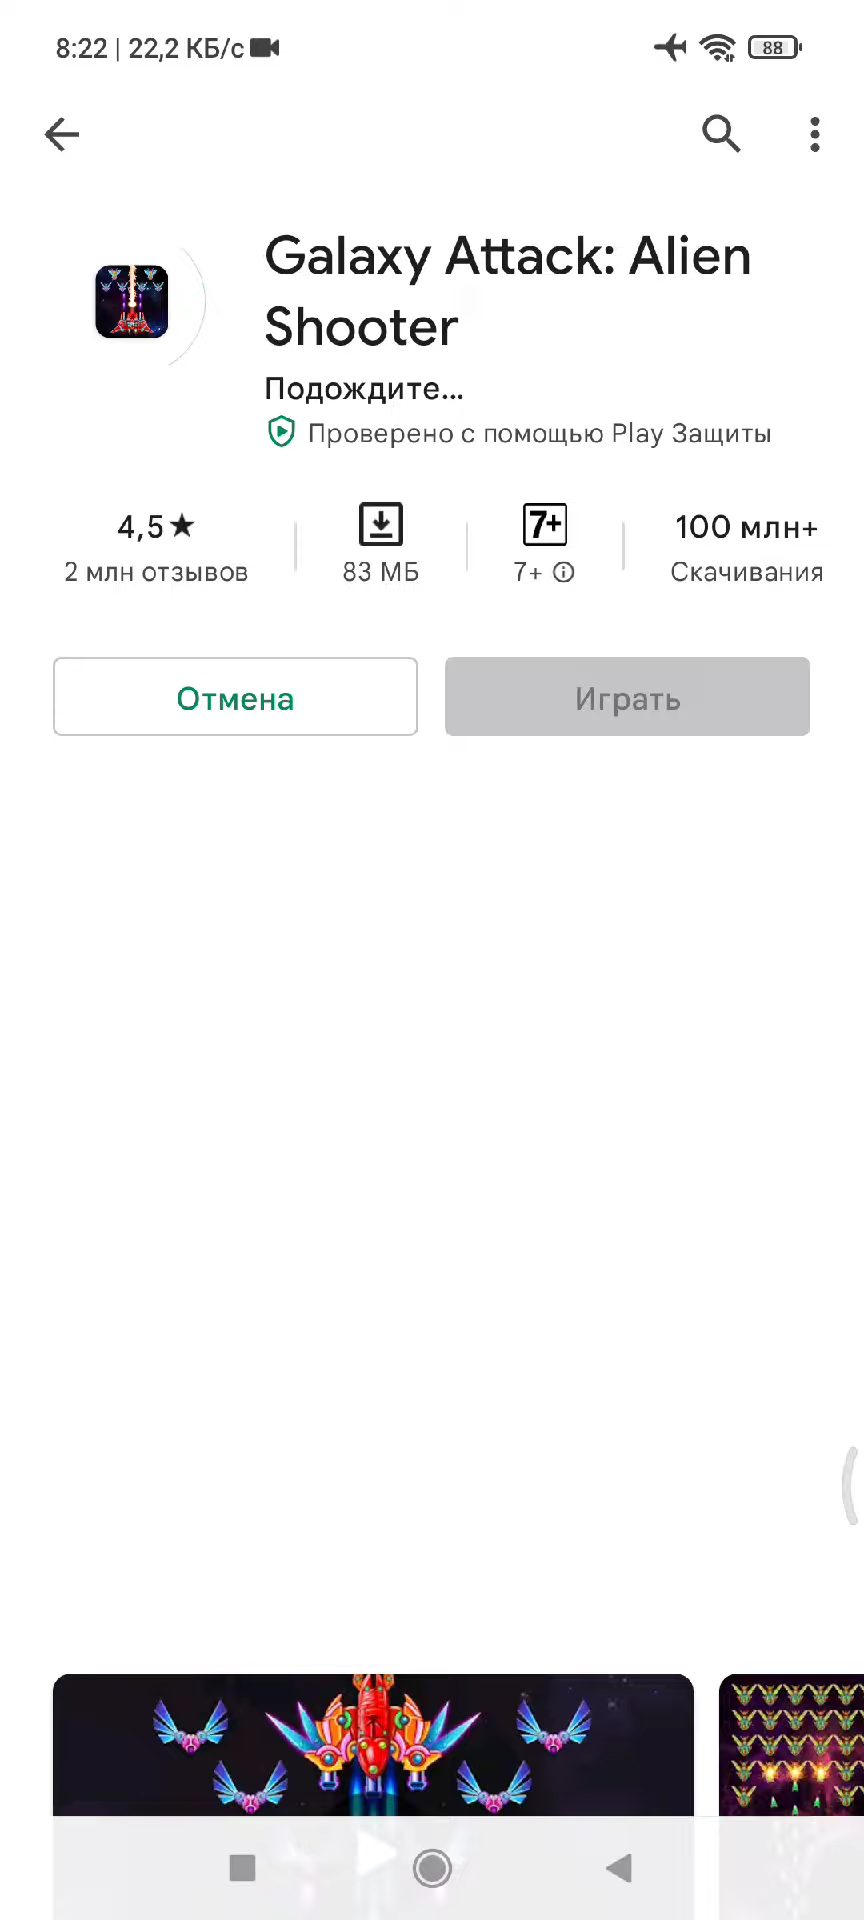 8:22 | 22,2 КБ/с
88
Galaxy Attack: Alien
Shooter
Подождите...
Проверено с помощью Play Защиты
4,5★
7+
100 млн+
2 млн отзывов
83 МБ
7+
Скачивания
Отмена
Играть